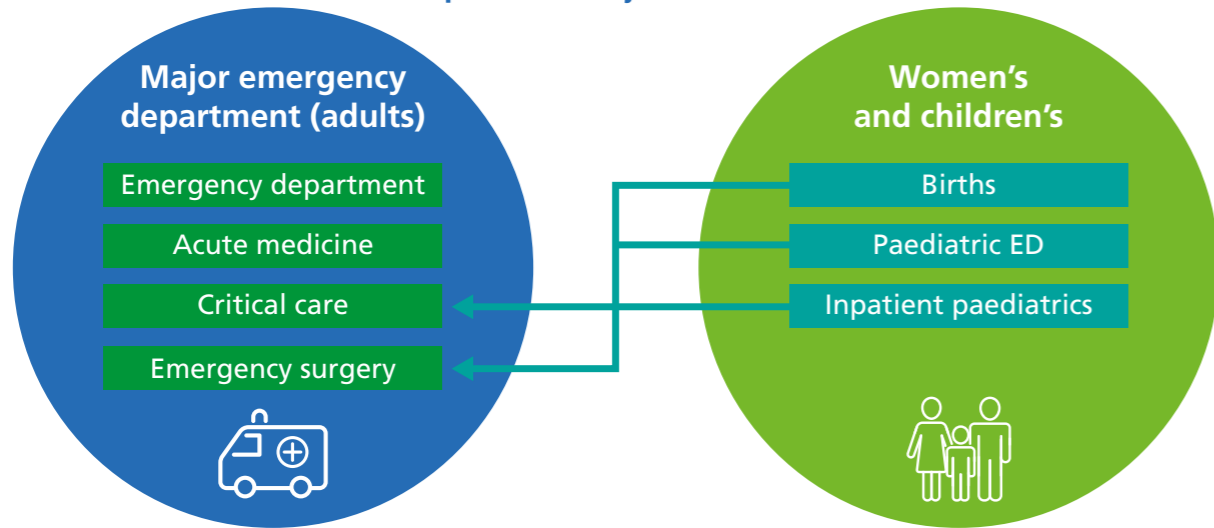 Major emergency
department (adults)
Emergency department
Acute medicine
Critical care
Emergency surgery
Women's
and children's
Births
Paediatric ED
Inpatient paediatrics